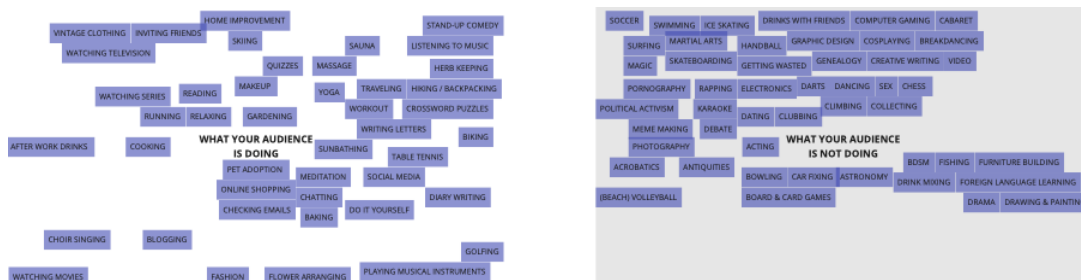 HOME IMPROVEMENT
VINTAGE CLOTHING
INVITING FRIENDS
STAND-UP COMEDY
SKIING
SAUNA
LISTENING TO MUSIC
WATCHING TELEVISION
QUIZZES
MASSAGE
HERB KEEPING
MAKEUP
TRAVELING
HIKING / BACKPACKING
WATCHING SERIES
READING
YOGA
WORKOUT
CROSSWORD PUZZLES
RUNNING
RELAXING
GARDENING
WRITING LETTERS
BIKING
WHAT YOUR AUDIENCE
IS DOING
AFTER WORK DRINKS
COOKING
SUNBATHING
TABLE TENNIS
PET ADOPTION
MEDITATION
SOCIAL MEDIA
ONLINE SHOPPING
CHATTING
DIARY WRITING
CHECKING EMAILS
BAKING
DO IT YOURSELF
CHOIR SINGING
BLOGGING
GOLFING
WATCHING MOVIES
FASHION
FLOWER ARRANGING
PLAYING MUSICAL INSTRUMENTS
SOCCER
SWIMMING
ICE SKATING
DRINKS WITH FRIENDS
COMPUTER GAMING
CABARET
SURFING
MARTIAL ARTS
HANDBALL
GRAPHIC DESIGN
COSPLAYING
BREAKDANCING
MAGIC
SKATEBOARDING
GETTING WASTED
GENEALOGY
CREATIVE WRITING
VIDEO
PORNOGRAPHY
RAPPING
ELECTRONICS
DARTS
DANCING
SEX
CHESS
POLITICAL ACTIVISM
KARAOKE
DATING
CLUBBING
CLIMBING
COLLECTING
MEME MAKING
DEBATE
WHAT YOUR AUDIENCE
IS NOT DOING
PHOTOGRAPHY
ACTING
ACROBATICS
ANTIQUITIES
BDSM
FISHING
FURNITURE BUILDING
BOWLING
CAR FIXING
ASTRONOMY
DRINK MIXING
FOREIGN LANGUAGE LEARNING
(BEACH) VOLLEYBALL
BOARD & CARD GAMES
DRAMA
DRAWING & PAINTIN